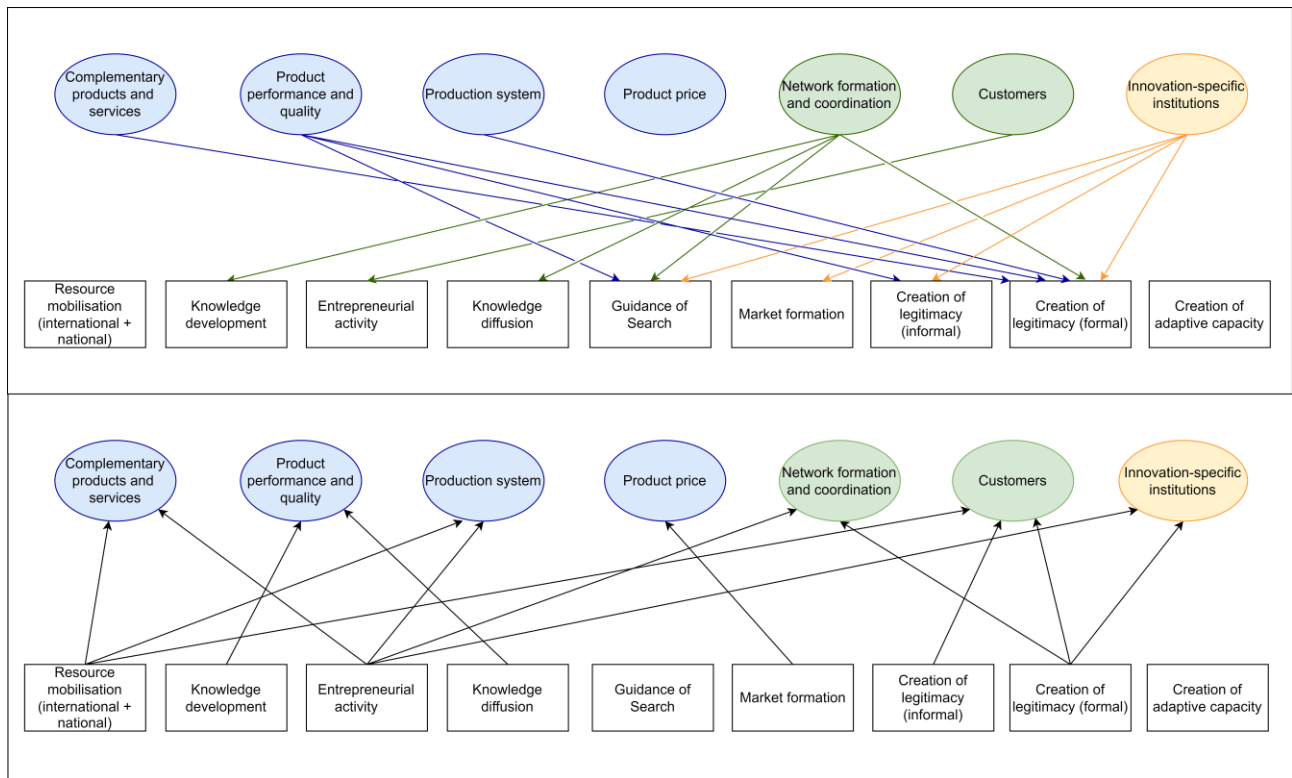 Complementary
products and
services
Product
performance and
quality
Production system
Product price
Network formation
and coordination
Customers
Innovation-specific
institutions
Resource
mobilisation
(international +
national)
Knowledge
development
Entrepreneurial
activity
Knowledge
diffusion
Guidance of
Search
Market formation
Creation of
legitimacy
(informal)
Creation of
legitimacy (formal)
Creation of
adaptive capacity
Complementary
products and
services
Product
performance and
quality
Production system
Product price
Network formation
and coordination
Customers
Innovation-specific
institutions
Resource
mobilisation
(international +
national)
Knowledge
development
Entrepreneurial
activity
Knowledge
diffusion
Guidance of
Search
Market formation
Creation of
legitimacy
(informal)
Creation of
legitimacy (formal)
Creation of
adaptive capacity